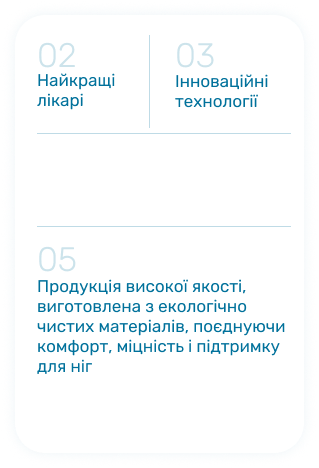 02
Найкращі
лікарі
03
Інноваційні
технології
05
Продукція високої якості,
виготовлена з екологічно
чистих матеріалів, поєднуючи
комфорт, міцність і підтримку
для ніг